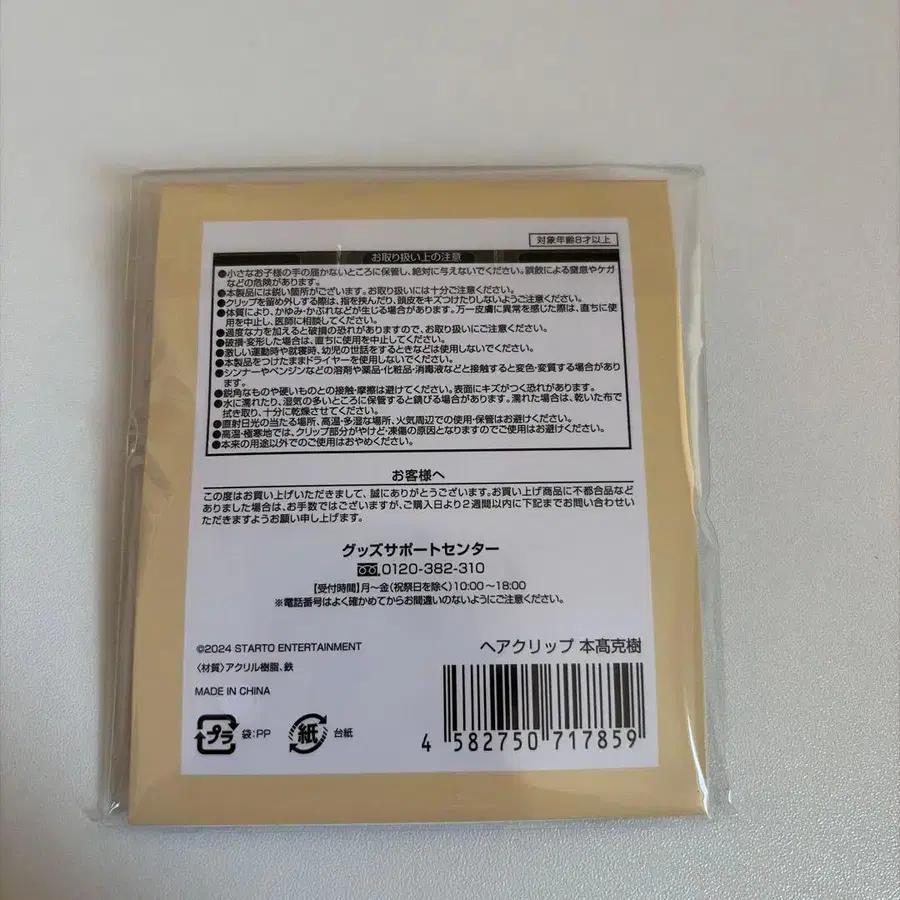 対象年齢8才以上
お取り扱い上の注意
●小さなお子様の手の届かないところに保管し、絶対に与えないでください。誤飲による窒息やケガ
などの危険があります。
●本製品には鋭い箇所がございます。お取り扱いには十分ご注意ください。
●クリップを留め外しする際は、指を挟んだり、頭皮をキズつけたりしないようご注意ください。
●体質により、かゆみ・かぶれなどが生じる場合があります。万一皮膚に異常を感じた際は、直ちに使
用を中止し、医師に相談してください。
●過度な力を加えると破損の恐れがありますので、お取り扱いにご注意ください。
●破損・変形した場合は、直ちに使用を中止してください。
●激しい運動時や就寝時、幼児の世話をするときなどは使用しないでください。
●本製品をつけたままドライヤーを使用しないでください。
●シンナーやベンジンなどの溶剤や薬品・化粧品・消毒液などと接触すると変色・変質する場合があり
ます。
●鋭角なものや硬いものとの接触・摩擦は避けてください。表面にキズがつく恐れがあります。
●水に濡れたり、湿気の多いところに保管すると錆びる場合があります。濡れた場合は、乾いた布で
拭き取り、十分に乾燥させてください。
●直射日光の当たる場所、高温・多湿な場所、火気周辺での使用・保管はお避けください。
●高温・極寒地では、クリップ部分がやけど・凍傷の原因となりますのでご使用はお避けください。
●本来の用途以外でのご使用はおやめください。
お客様へ
この度はお買い上げいただきまして、誠にありがとうございます。お買い上げ商品に不都合品など
ありました場合は、お手数ではございますが、ご購入日より2週間以内に下記までお問い合わせい
ただきますようお願い申し上げます。
グッズサポートセンター
0120-382-310
【受付時間】月～金(祝祭日を除く)10:00～18:00
※電話番号はよく確かめてからお間違いのないようにご注意ください。
©2024 STARTO ENTERTAINMENT
ヘアクリップ 本髙克樹
〈材質〉アクリル樹脂、鉄
MADE IN CHINA
プラ 袋:PP 紙 台紙
4 582750 717859